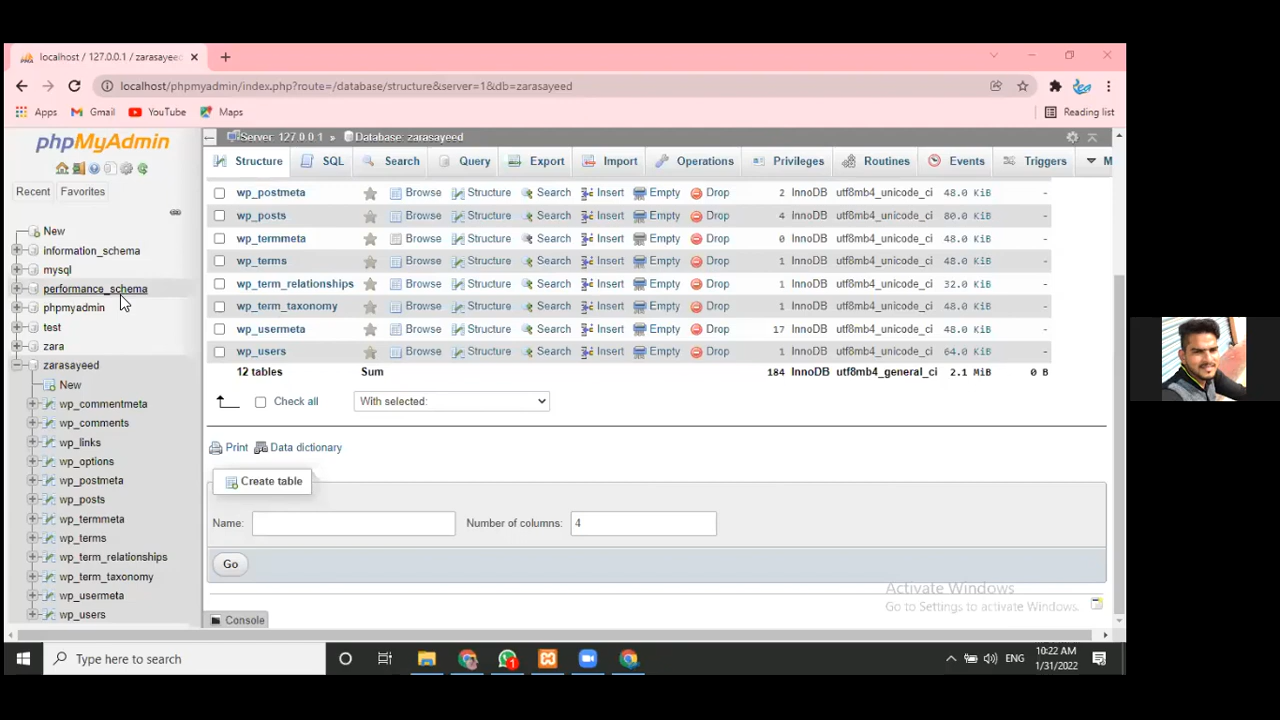 localhost / 127.0.0.1 / zarasayeed
localhost/phpmyadmin/index.php?route=/database/structure&server=1&db=zarasayeed
Apps Gmail YouTube Maps Reading list
phpMyAdmin
Recent Favorites
New
information_schema
mysql
performance_schema
phpmyadmin
test
zara
zarasayeed
New
wp_commentmeta
wp_comments
wp_links
wp_options
wp_postmeta
wp_posts
wp_termmeta
wp_terms
wp_term_relationships
wp_term_taxonomy
wp_usermeta
wp_users
Server: 127.0.0.1 » Database: zarasayeed
Structure SQL Search Query Export Import Operations Privileges Routines Events Triggers M
wp_postmeta Browse Structure Search Insert Empty Drop 2 InnoDB utf8mb4_unicode_ci 48.0 KiB -
wp_posts Browse Structure Search Insert Empty Drop 4 InnoDB utf8mb4_unicode_ci 80.0 KiB -
wp_termmeta Browse Structure Search Insert Empty Drop 0 InnoDB utf8mb4_unicode_ci 48.0 KiB -
wp_terms Browse Structure Search Insert Empty Drop 1 InnoDB utf8mb4_unicode_ci 48.0 KiB -
wp_term_relationships Browse Structure Search Insert Empty Drop 1 InnoDB utf8mb4_unicode_ci 32.0 KiB -
wp_term_taxonomy Browse Structure Search Insert Empty Drop 1 InnoDB utf8mb4_unicode_ci 48.0 KiB -
wp_usermeta Browse Structure Search Insert Empty Drop 17 InnoDB utf8mb4_unicode_ci 48.0 KiB -
wp_users Browse Structure Search Insert Empty Drop 1 InnoDB utf8mb4_unicode_ci 64.0 KiB -
12 tables Sum 184 InnoDB utf8mb4_general_ci 2.1 MiB 0 B
Check all With selected:
Print Data dictionary
Create table
Name: Number of columns: 4
Go
Activate Windows
Go to Settings to activate Windows.
Console
Type here to search
1
ENG
10:22 AM
1/31/2022